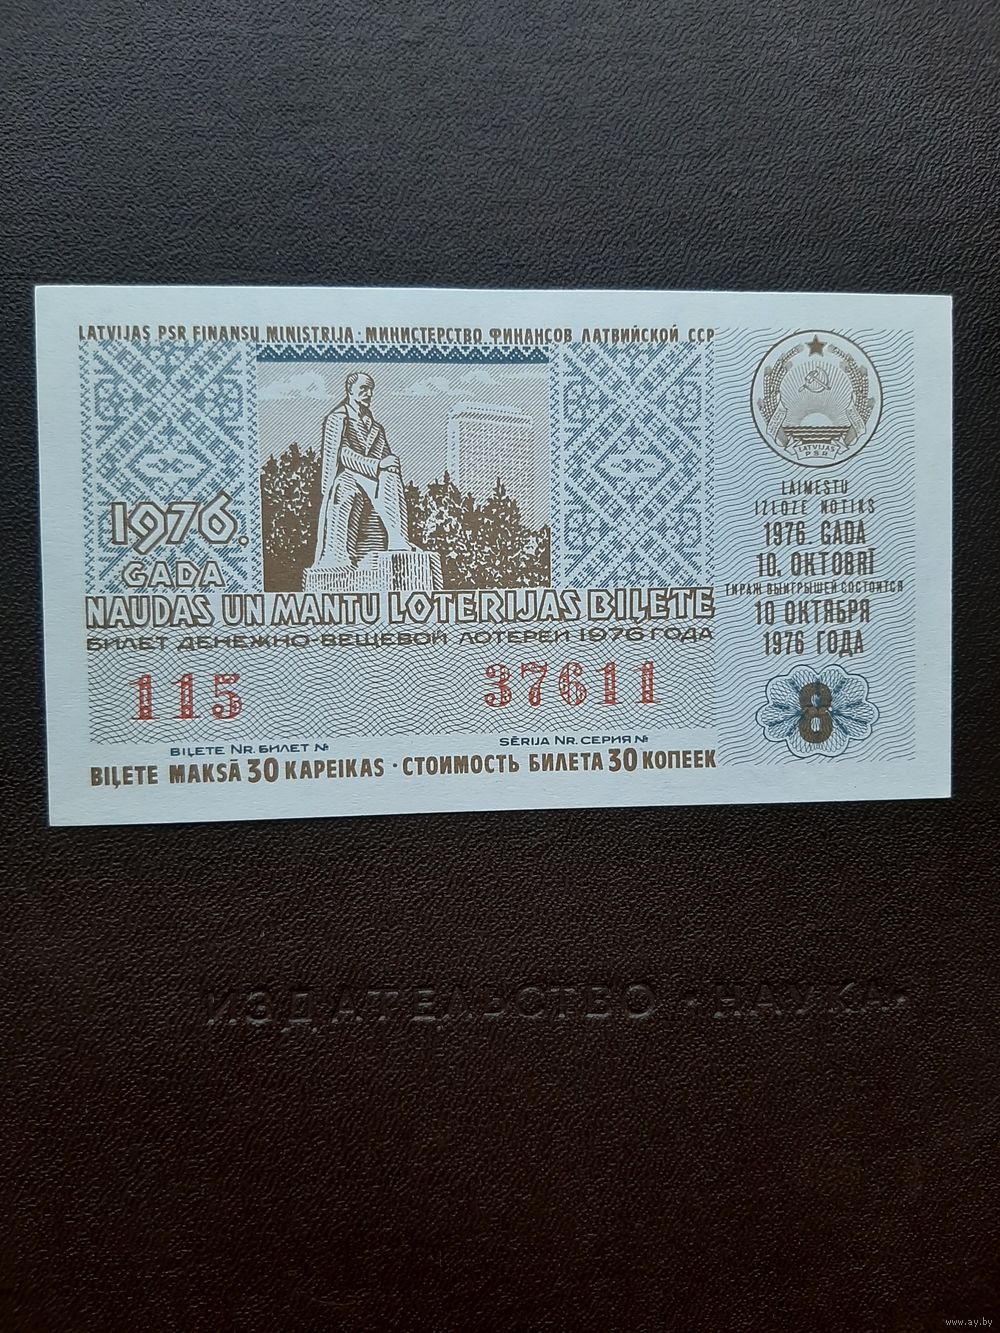 LATVIJAS PSR FINANSU MINISTRIJA · МИНИСТЕРСТВО ФИНАНСОВ ЛАТВИЙСКОЙ ССР
1976.
GADA
NAUDAS UN MANTU LOTERIJAS BIĻETE
БИЛЕТ ДЕНЕЖНО-ВЕЩЕВОЙ ЛОТЕРЕИ 1976 ГОДА
115 37611
BIĻETE NR. БИЛЕТ № SĒRIJA NR. СЕРИЯ №
BIĻETE MAKSĀ 30 KAPEIKAS · СТОИМОСТЬ БИЛЕТА 30 КОПЕЕК
LATVIJAS
PSR
LAIMESTU
IZLOZE NOTIKS
1976. GADA
10. OKTOBRĪ
ТИРАЖ ВЫИГРЫШЕЙ СОСТОИТСЯ
10 ОКТЯБРЯ
1976 ГОДА
8
ИЗДАТЕЛЬСТВО «НАУКА»
www.ay.by